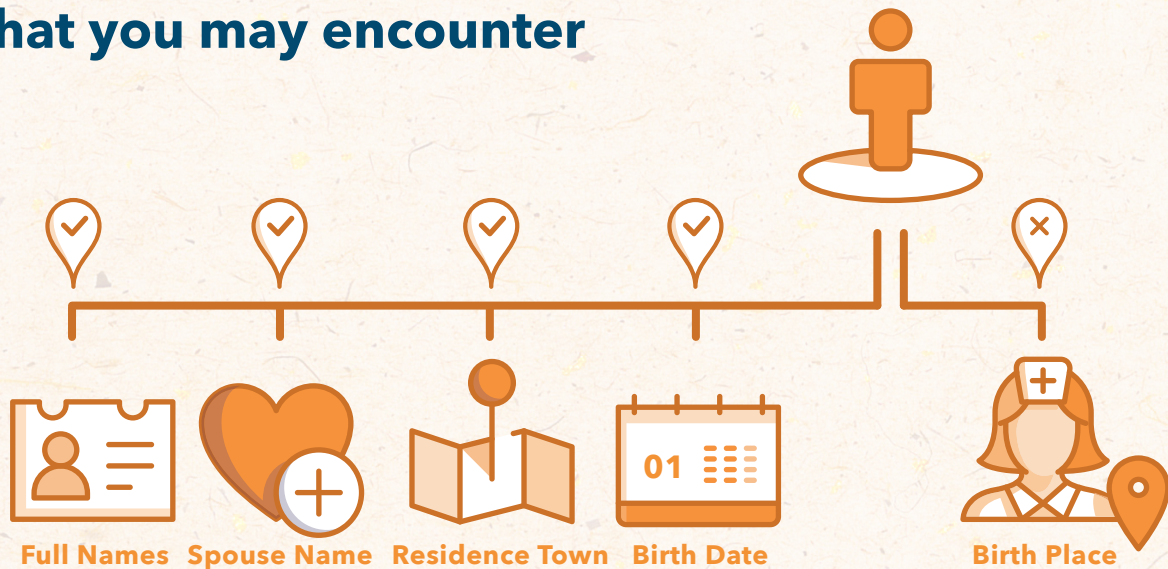 hat you may encounter
01
Full Names
Spouse Name
Residence Town
Birth Date
Birth Place